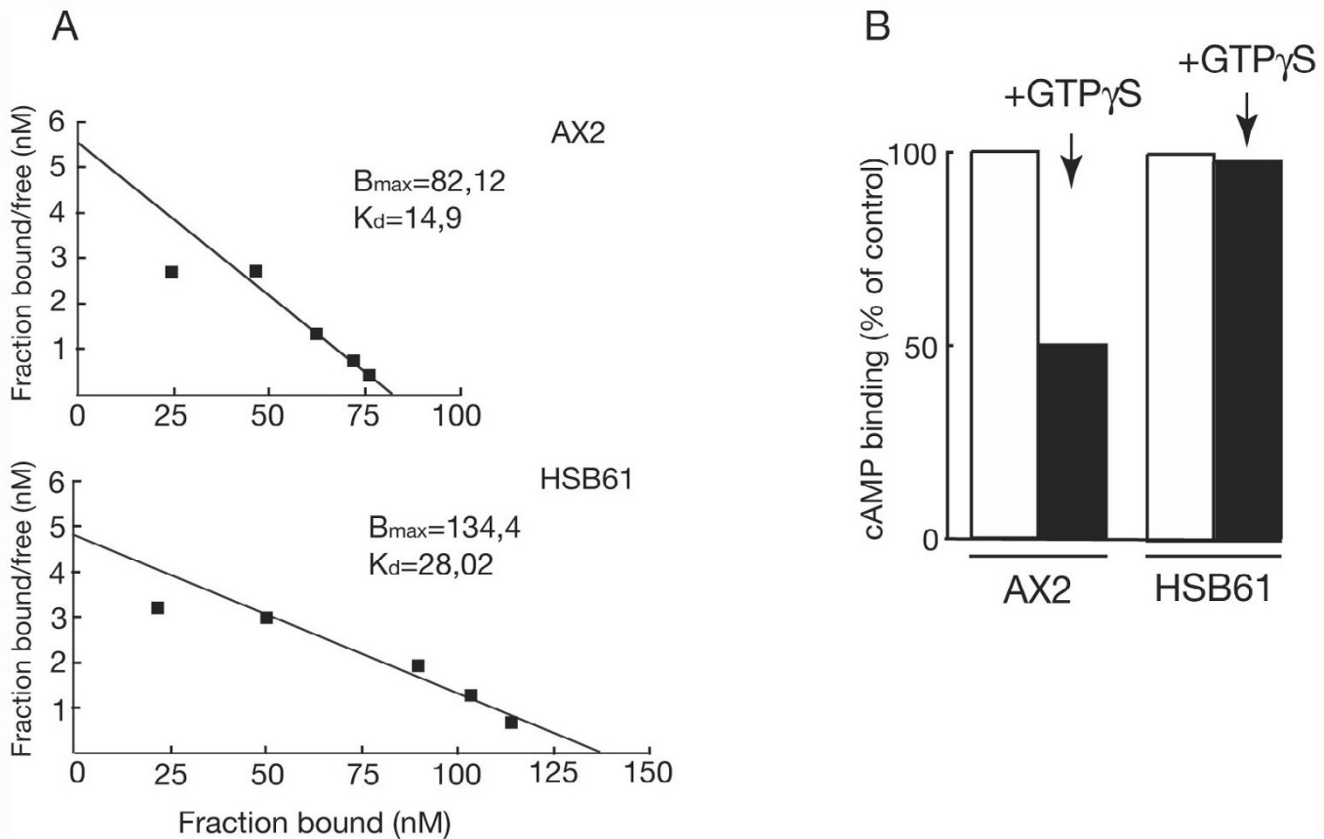 A
Fraction bound/free (nM)
6
5
4
3
2
1
AX2
Bmax=82,12
Kd=14,9
0 25 50 75 100
Fraction bound/free (nM)
6
5
4
3
2
1
HSB61
Bmax=134,4
Kd=28,02
0 25 50 75 100 125 150
Fraction bound (nM)
B
+GTPγS
+GTPγS
cAMP binding (% of control)
100
50
0
AX2 HSB61